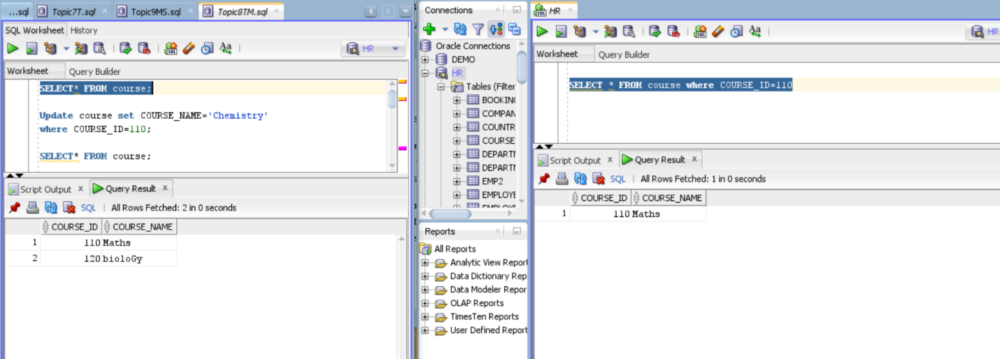 ...sql Topic7T.sql Topic9MS.sql Topic8TM.sql
SQL Worksheet History
HR
Worksheet Query Builder
SELECT* FROM course;
Update course set COURSE_NAME='Chemistry'
where COURSE_ID=110;
SELECT* FROM course;
Script Output x Query Result x
SQL | All Rows Fetched: 2 in 0 seconds
COURSE_ID COURSE_NAME
1 110 Maths
2 120 bioloGy
Connections
Oracle Connections
DEMO
HR
Tables (Filter
BOOKING
COMPAN
COUNTR
COURSE
DEPARTM
DEPARTM
EMP2
EMPLOYE
EMPLOYE
Reports
All Reports
Analytic View Report
Data Dictionary Rep
Data Modeler Repor
OLAP Reports
TimesTen Reports
User Defined Report
HR
HR
Worksheet Query Builder
SELECT * FROM course where COURSE_ID=110
Script Output x Query Result x
SQL | All Rows Fetched: 1 in 0 seconds
COURSE_ID COURSE_NAME
1 110 Maths